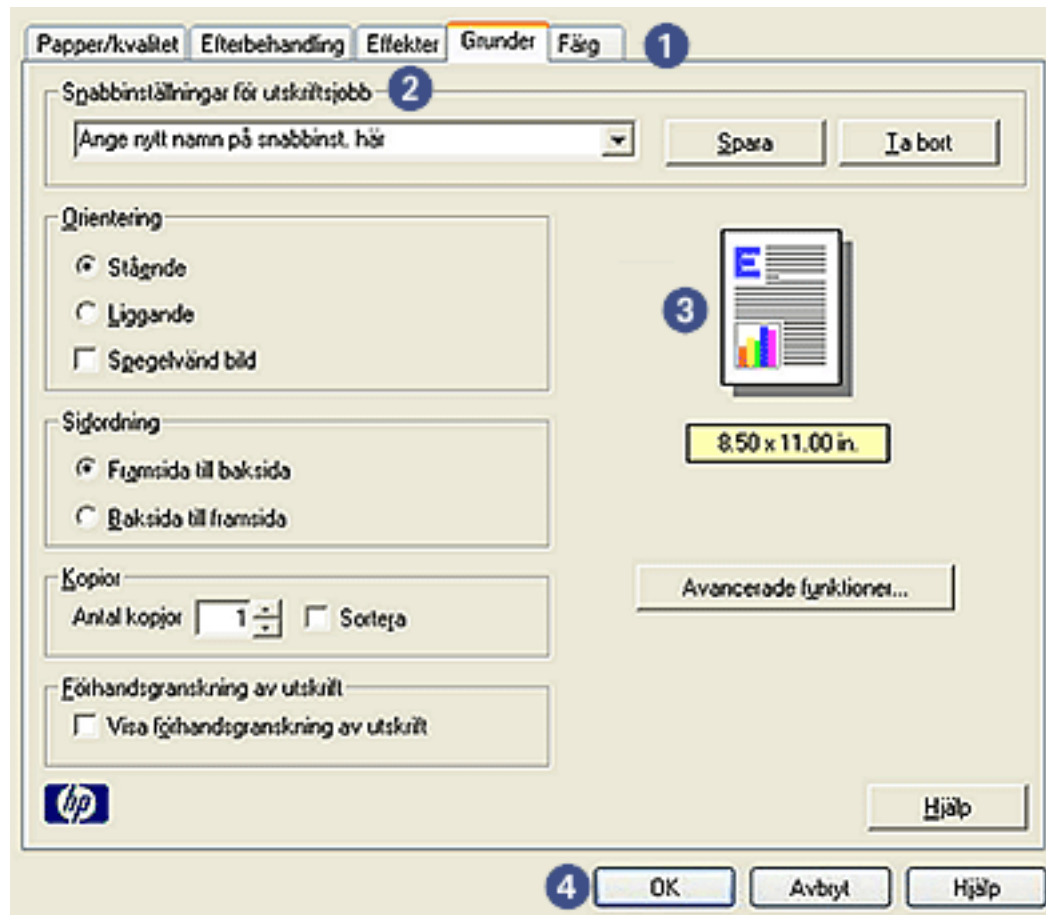 Papper/kvalitet Efterbehandling Effekter Grunder Färg 1
Snabbinställningar för utskriftsjobb 2
Ange nytt namn på snabbinst. här Spara Ta bort
Orientering
Stående
Liggande
Spegelvänd bild
3
E
8.50 x 11.00 in.
Sidordning
Framsida till baksida
Baksida till framsida
Kopior
Antal kopior 1 Sortera
Avancerade funktioner...
Förhandsgranskning av utskrift
Visa förhandsgranskning av utskrift
hp
Hjälp
4 OK Avbryt Hjälp